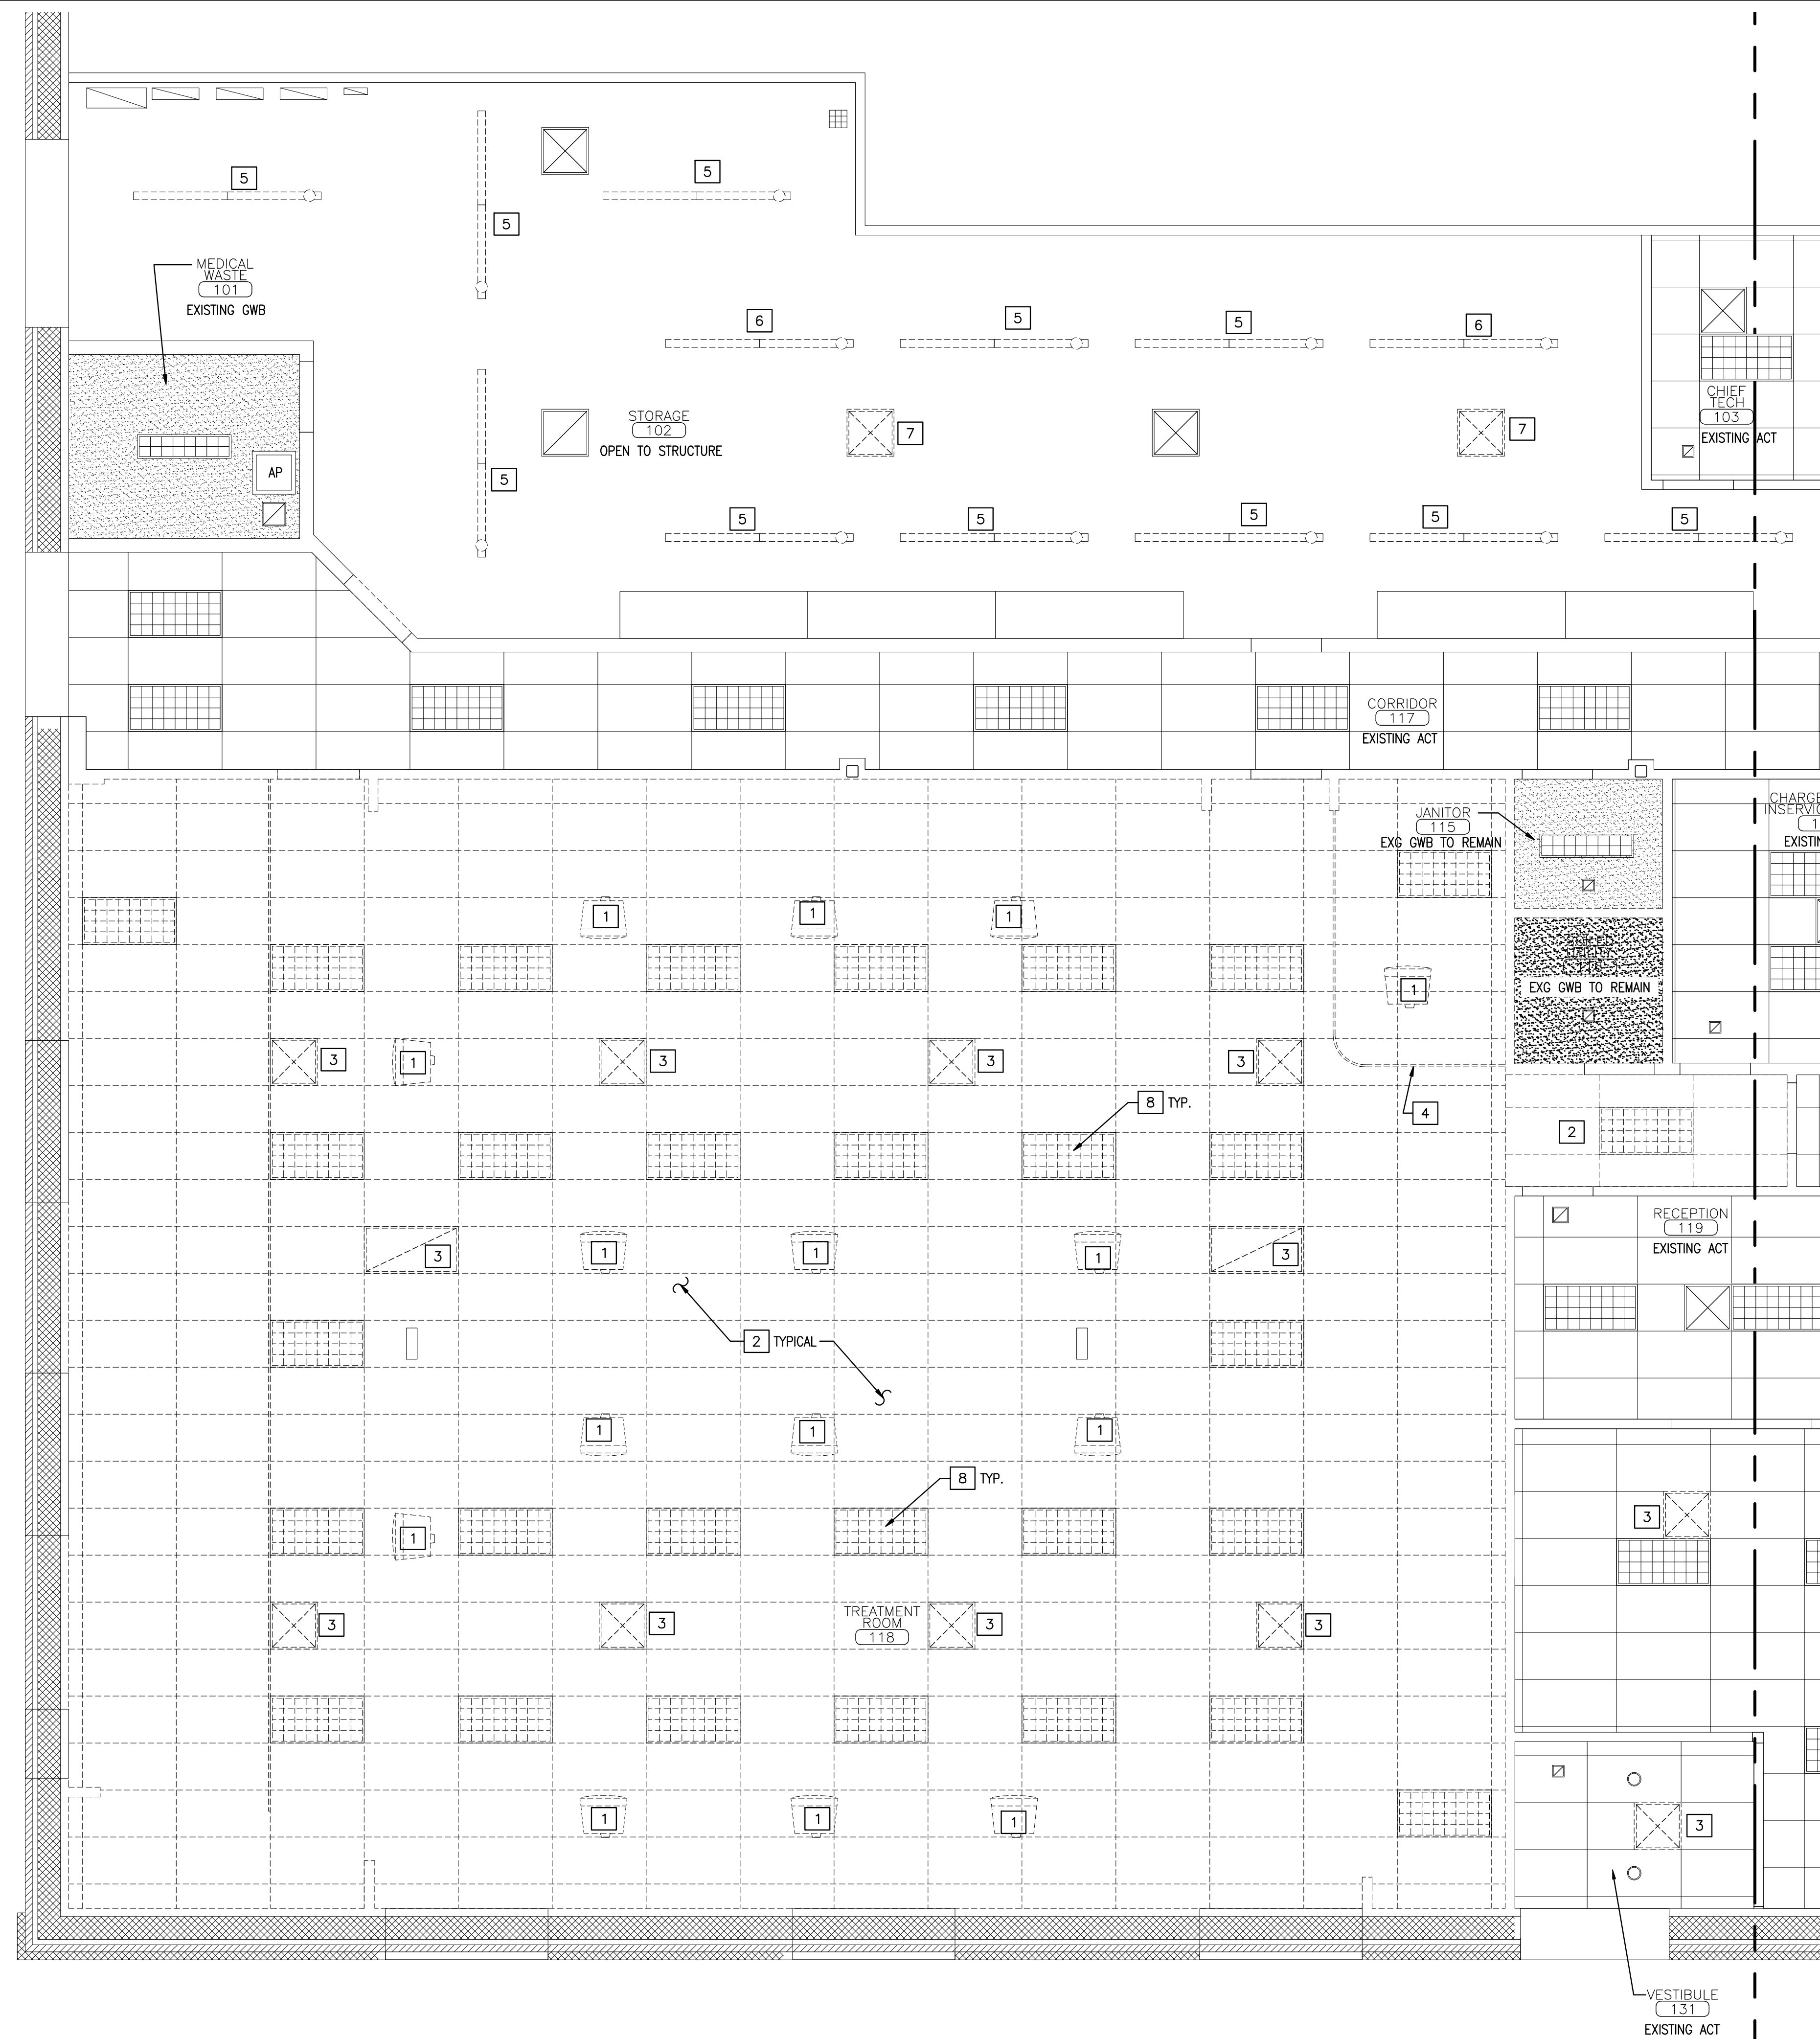 5
5
5
MEDICAL
WASTE
101
EXISTING GWB
6
5
5
6
CHIEF
TECH
103
EXISTING ACT
STORAGE
102
OPEN TO STRUCTURE
7
7
AP
5
5
5
5
5
5
CORRIDOR
117
EXISTING ACT
JANITOR
115
EXG GWB TO REMAIN
EXISTIN
1
1
1
1
EXG GWB TO REMAIN
3
1
3
3
3
8 TYP.
4
2
RECEPTION
119
EXISTING ACT
3
1
1
1
3
2 TYPICAL
1
1
1
8 TYP.
3
1
TREATMENT
ROOM
118
3
3
3
3
1
1
1
3
VESTIBULE
131
EXISTING ACT